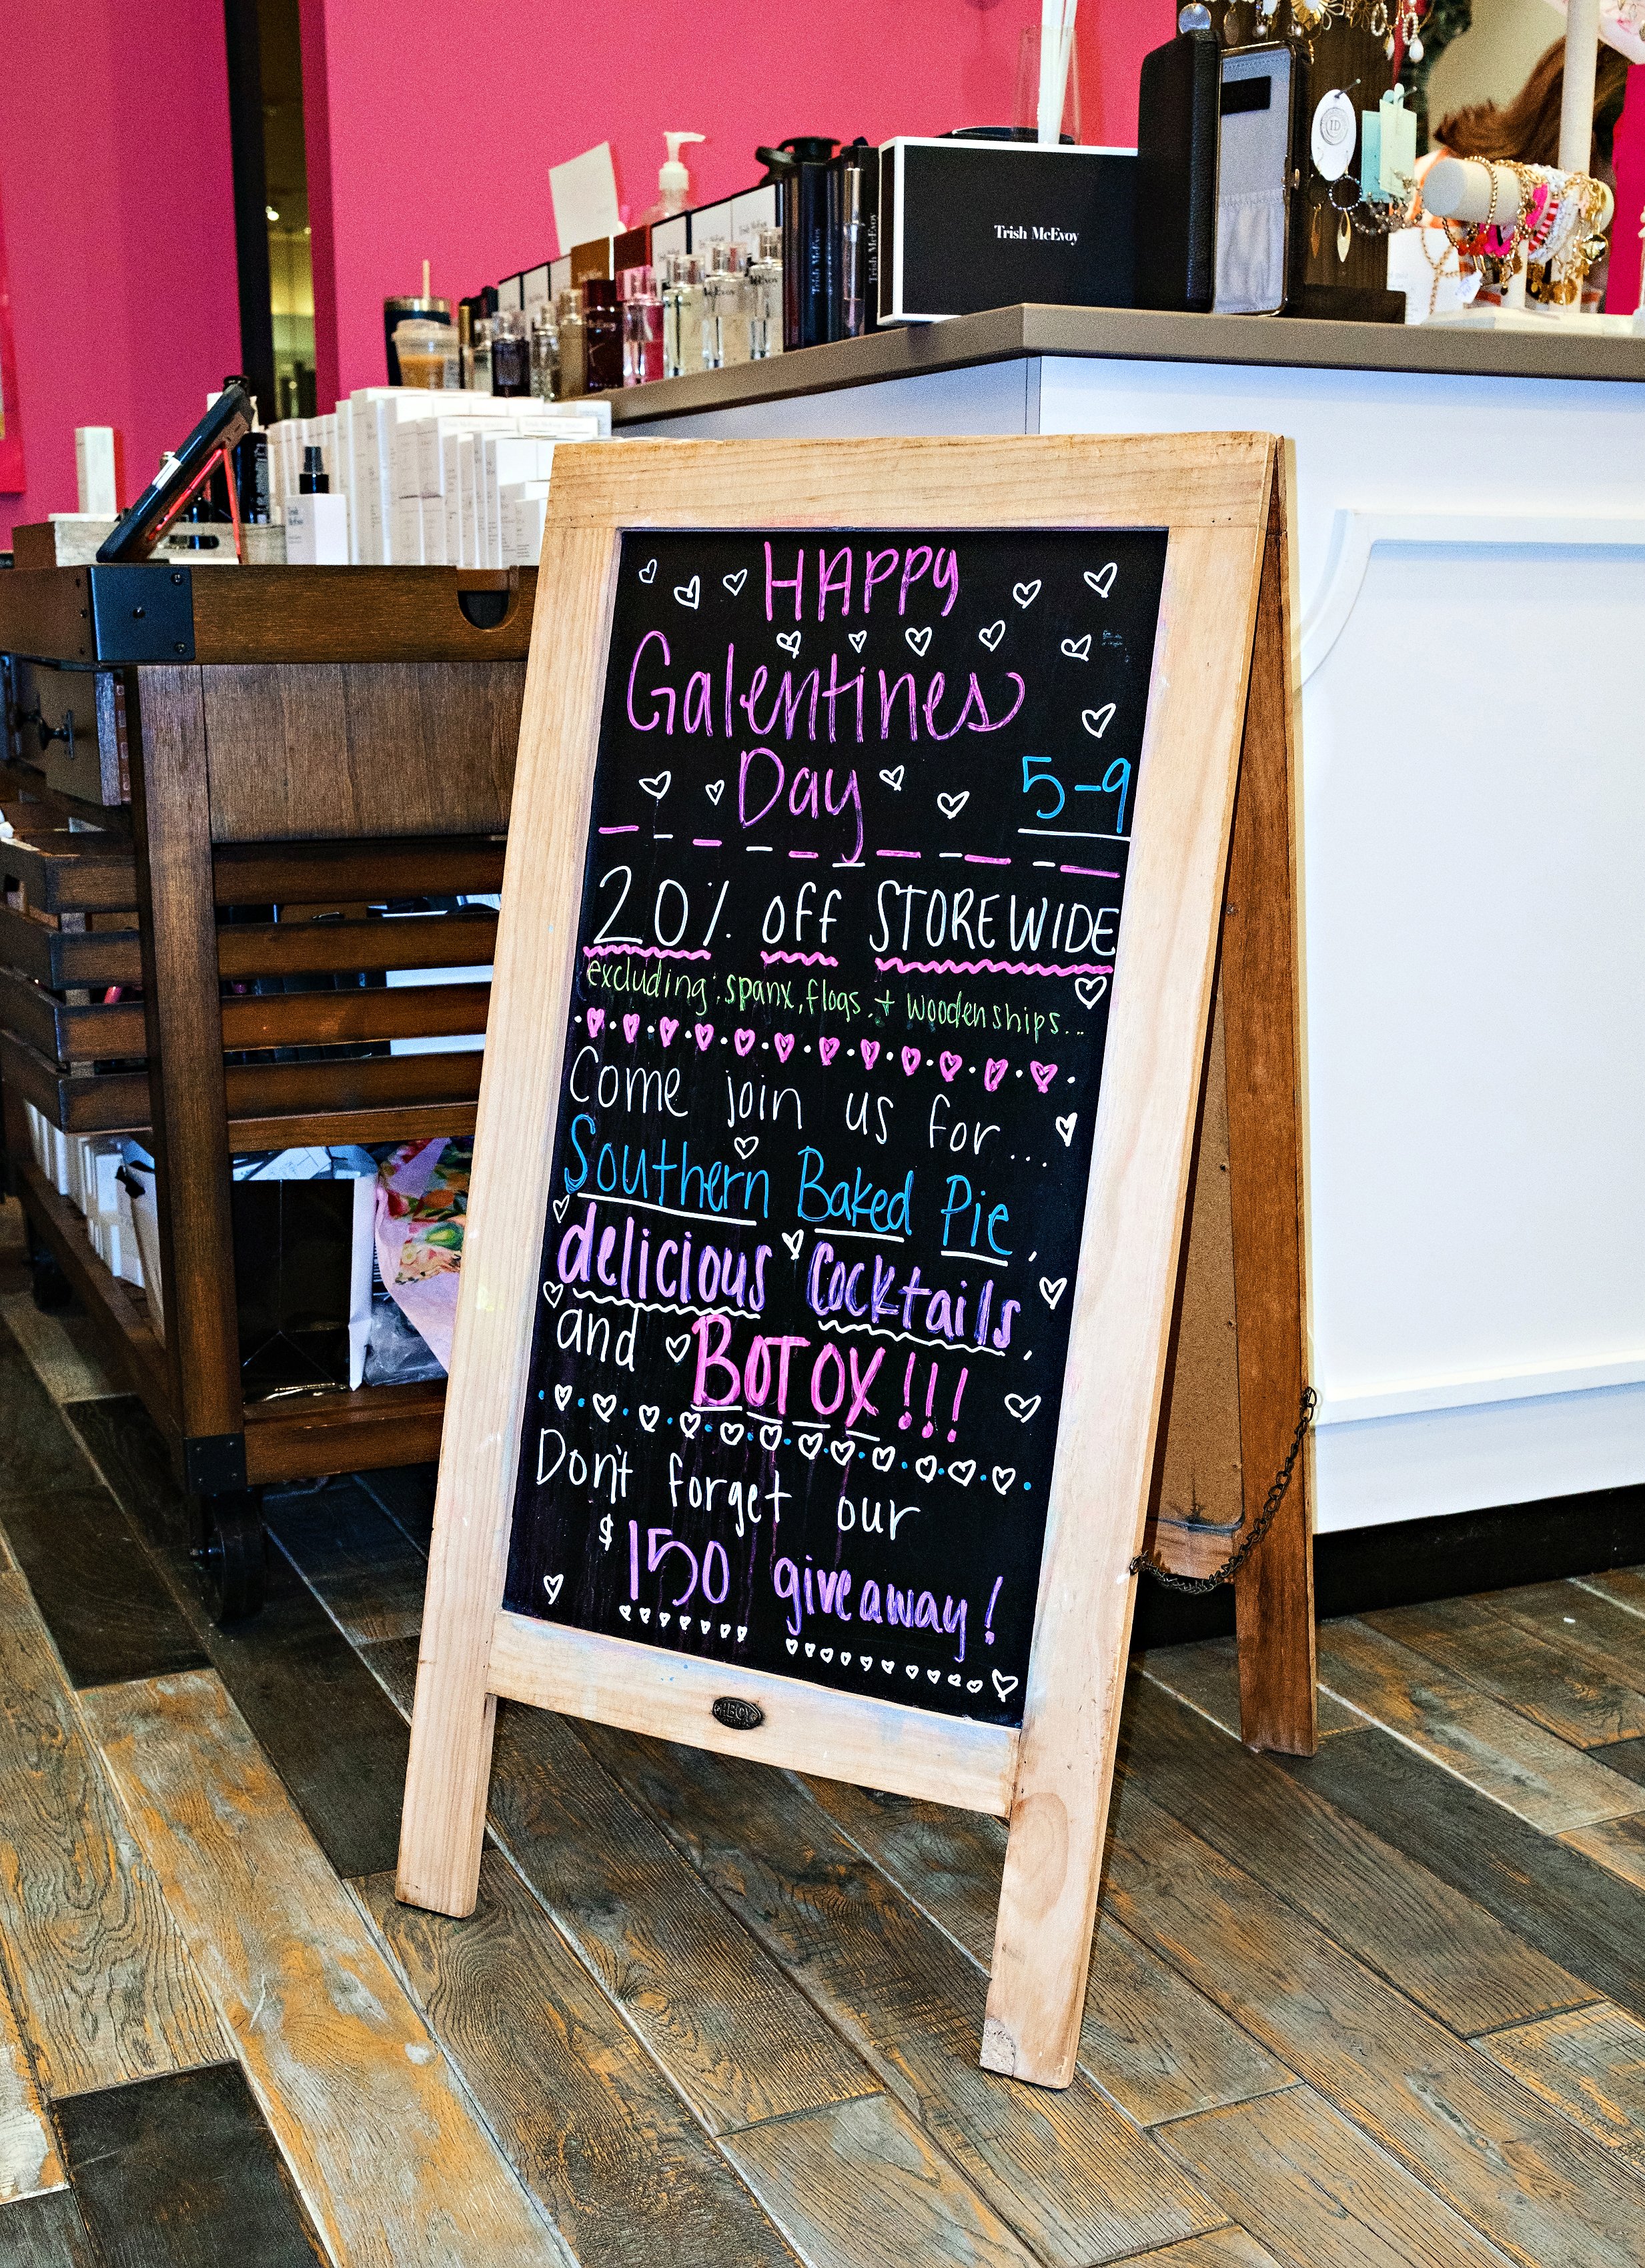 Trish McEvoy
HAPPY
Galentines
Day
5-9
20% off STOREWIDE
excluding: spanx, flogs, + wooden ships...
Come join us for...
Southern Baked Pie,
delicious Cocktails,
and BOTOX!!!
Don't forget our
$150 giveaway!